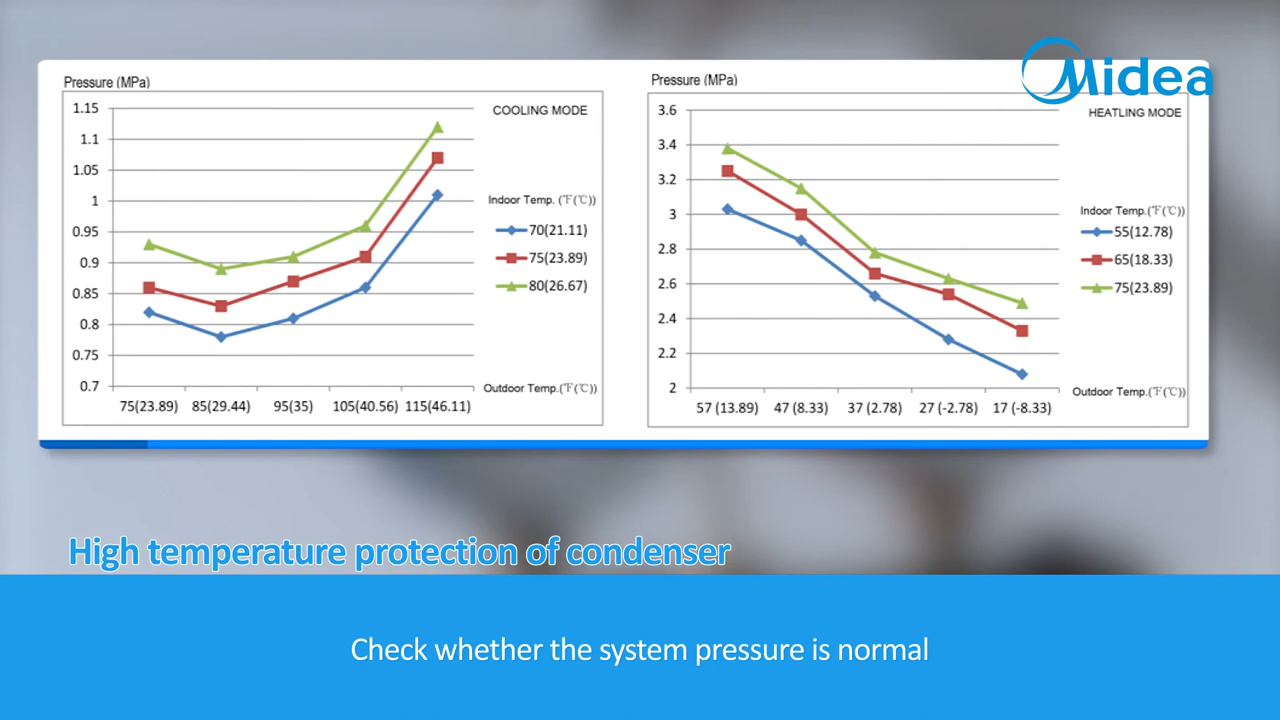 Midea
Pressure (MPa)
COOLING MODE
1.15
1.1
1.05
1
0.95
0.9
0.85
0.8
0.75
0.7
Indoor Temp. (℉(℃))
70(21.11)
75(23.89)
80(26.67)
Outdoor Temp.(℉(℃))
75(23.89) 85(29.44) 95(35) 105(40.56) 115(46.11)
Pressure (MPa)
HEATLING MODE
3.6
3.4
3.2
3
2.8
2.6
2.4
2.2
2
Indoor Temp.(℉(℃))
55(12.78)
65(18.33)
75(23.89)
Outdoor Temp.(℉(℃))
57 (13.89) 47 (8.33) 37 (2.78) 27 (-2.78) 17 (-8.33)
High temperature protection of condenser
Check whether the system pressure is normal